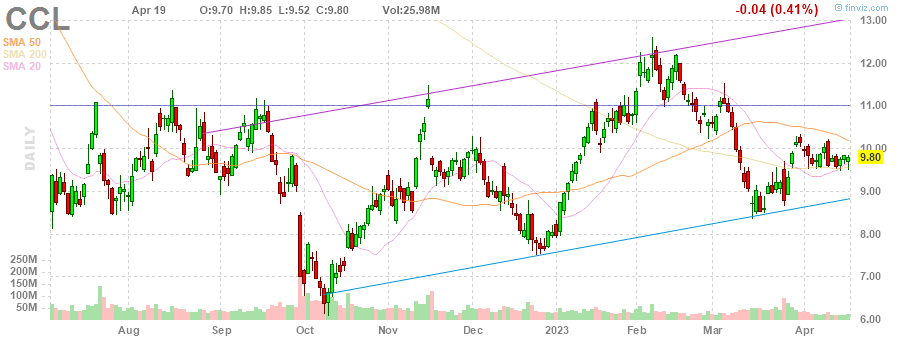 CCL
Apr 19 O:9.70 H:9.85 L:9.52 C:9.80 Vol:25.98M -0.04 (0.41%)
© finviz.com
SMA 50
SMA 200
SMA 20
DAILY
13.00
12.00
11.00
10.00
9.80
9.00
8.00
7.00
6.00
250M
200M
150M
100M
50M
Aug Sep Oct Nov Dec 2023 Feb Mar Apr